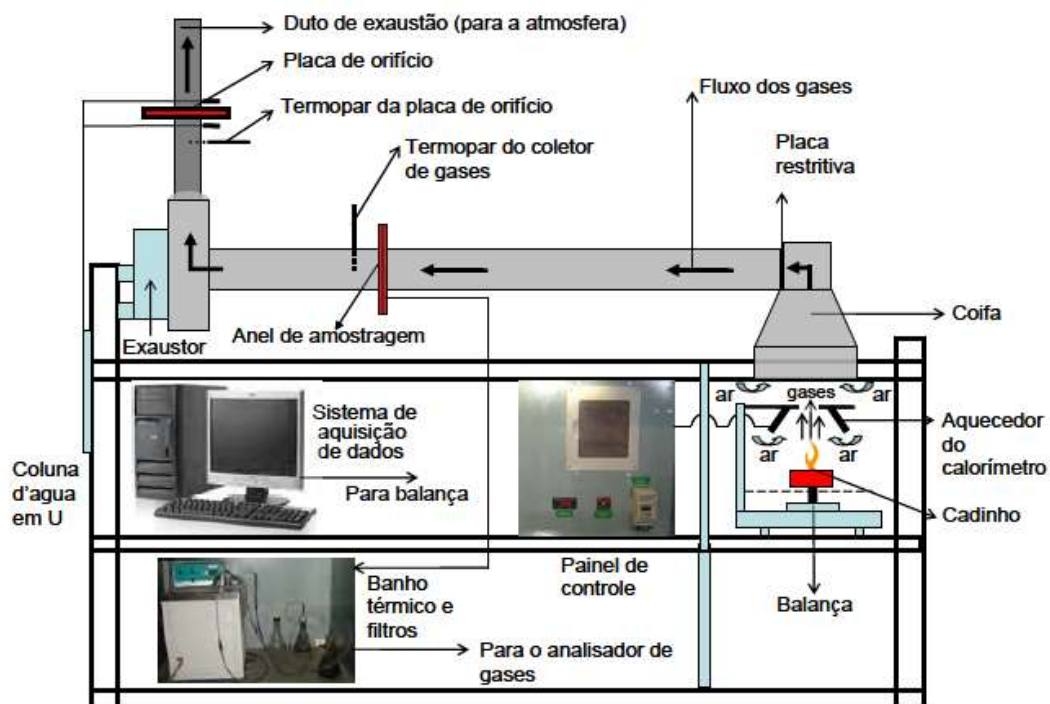 Duto de exaustão (para a atmosfera)
Placa de orifício
Termopar da placa de orifício
Fluxo dos gases
Termopar do coletor
de gases
Placa
restritiva
Anel de amostragem
Exaustor
Coifa
ar
gases
ar
ar
ar
Aquecedor
do
calorímetro
Sistema de
aquisição
de dados
Para balança
Coluna
d'agua
em U
Cadinho
Painel de
controle
Balança
Banho
térmico e
filtros
Para o analisador de
gases